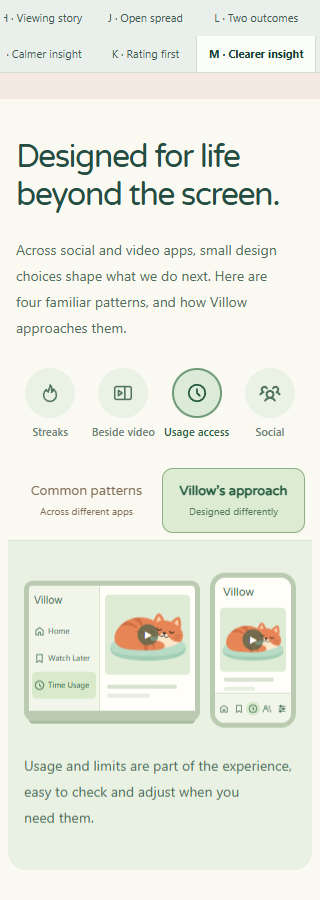 H · Viewing story J · Open spread L · Two outcomes
· Calmer insight K · Rating first M · Clearer insight
Designed for life
beyond the screen.
Across social and video apps, small design
choices shape what we do next. Here are
four familiar patterns, and how Villow
approaches them.
Streaks Beside video Usage access Social
Common patterns Villow's approach
Across different apps Designed differently
Villow
Home
Watch Later
Time Usage
Villow
Usage and limits are part of the experience,
easy to check and adjust when you
need them.